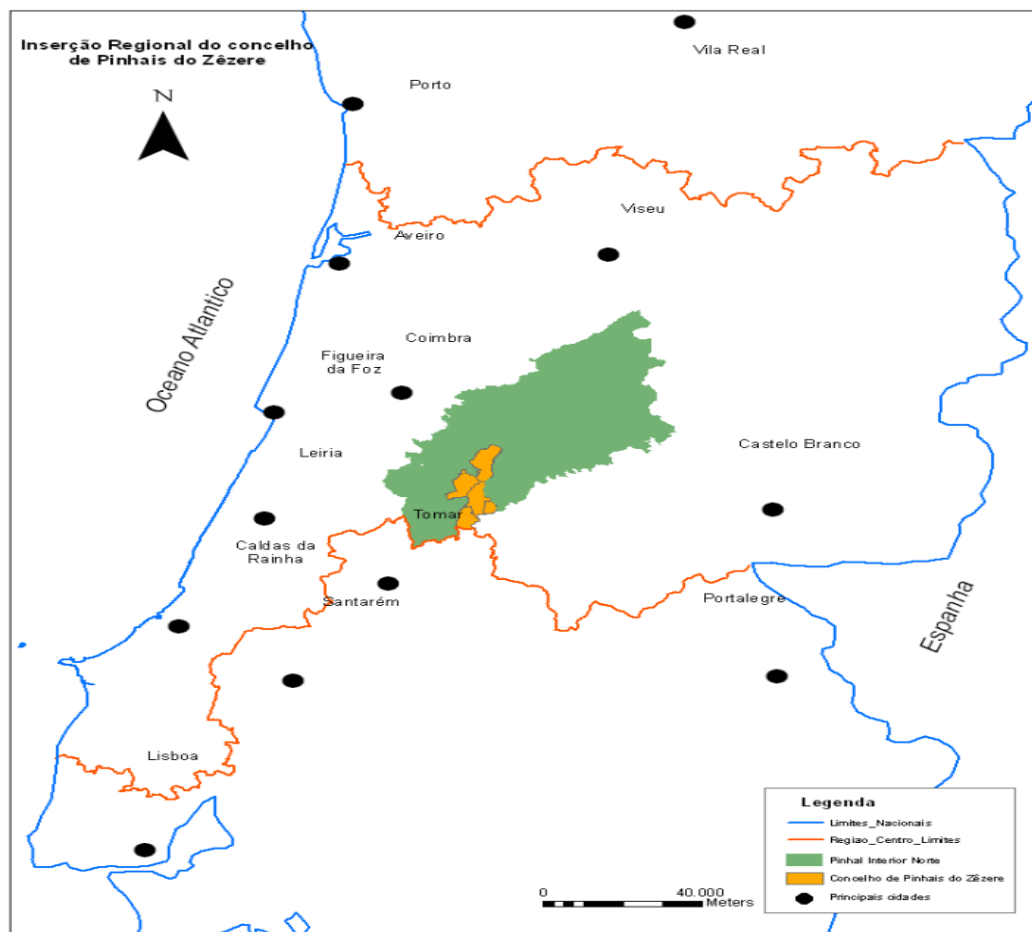 Inserção Regional do concelho
de Pinhais do Zêzere
N
Vila Real
Porto
Viseu
Aveiro
Oceano Atlantico
Coimbra
Figueira
da Foz
Castelo Branco
Leiria
Tomar
Caldas da
Rainha
Santarém
Portalegre
Espanha
Lisboa
Legenda
Limites_Nacionais
Regiao_Centro_Limites
Pinhal Interior Norte
Concelho de Pinhais do Zêzere
Principais cidades
0 40.000
Meters